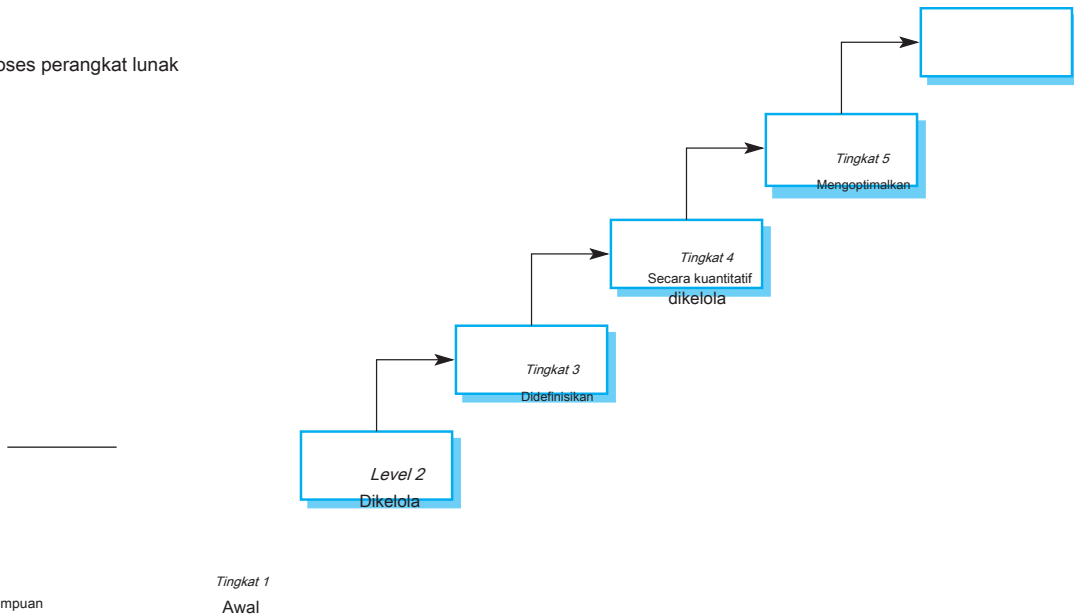 oses perangkat lunak
Tingkat 5
Mengoptimalkan
Tingkat 4
Secara kuantitatif
dikelola
Tingkat 3
Didefinisikan
Level 2
Dikelola
Tingkat 1
Awal
mpuan